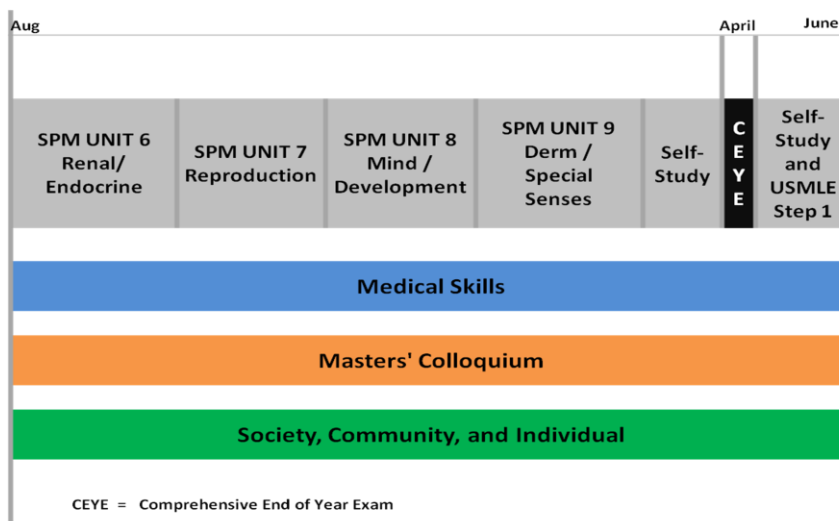 Aug
April
June
SPM UNIT 6
Renal/
Endocrine
SPM UNIT 7
Reproduction
SPM UNIT 8
Mind /
Development
SPM UNIT 9
Derm /
Special
Senses
Self-
Study
C
E
Y
E
Self-
Study
and
USMLE
Step 1
Medical Skills
Masters' Colloquium
Society, Community, and Individual
CEYE = Comprehensive End of Year Exam